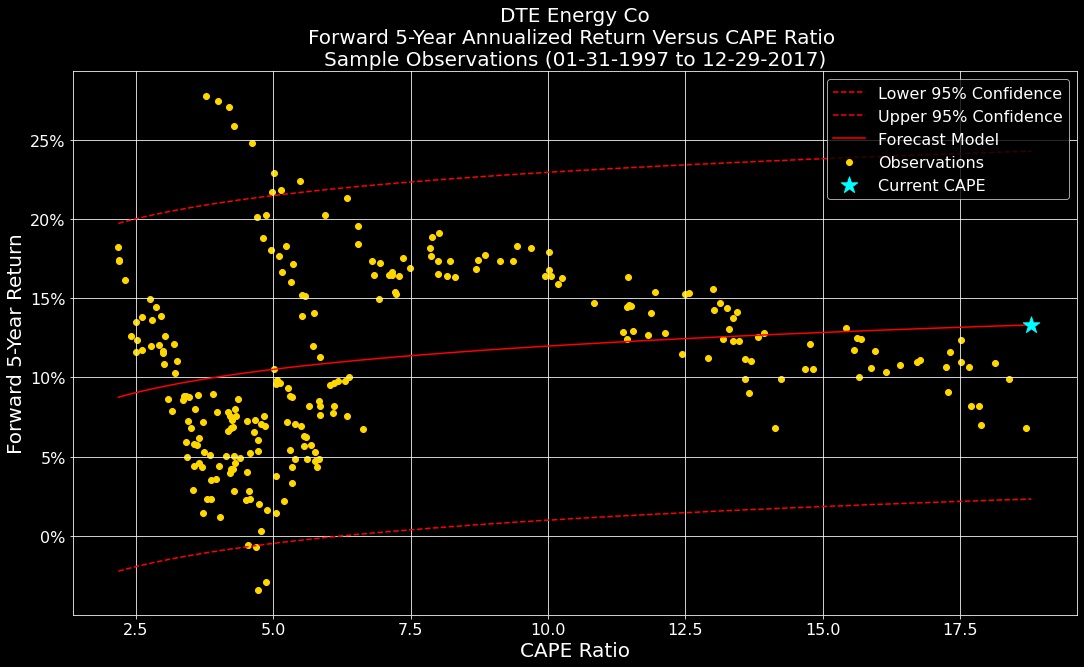 DTE Energy Co
Forward 5-Year Annualized Return Versus CAPE Ratio
Sample Observations (01-31-1997 to 12-29-2017)
Lower 95% Confidence
Upper 95% Confidence
Forecast Model
Observations
Current CAPE
Forward 5-Year Return
25%
20%
15%
10%
5%
0%
2.5 5.0 7.5 10.0 12.5 15.0 17.5
CAPE Ratio